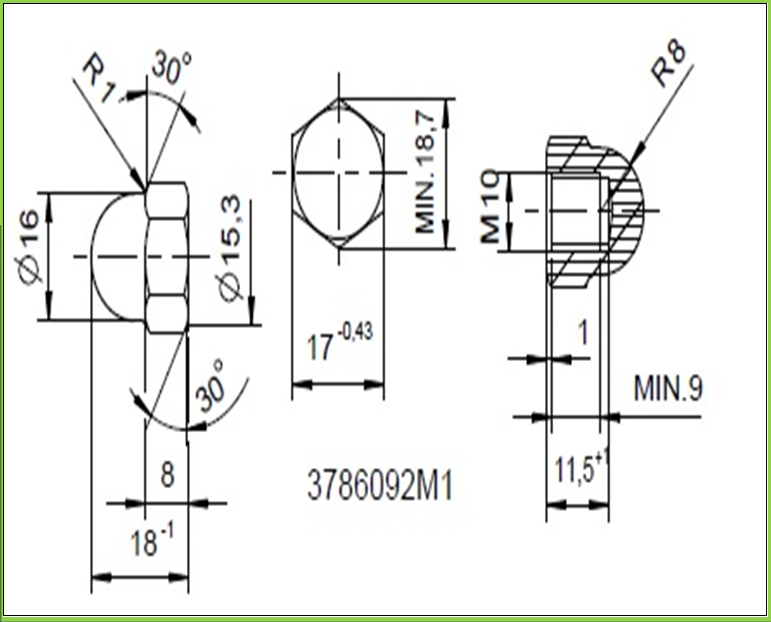 R1
30°
Ø16
Ø15,3
30°
8
18-1
MIN.18,7
17-0,43
R8
M10
1
MIN.9
11,5+1
3786092M1